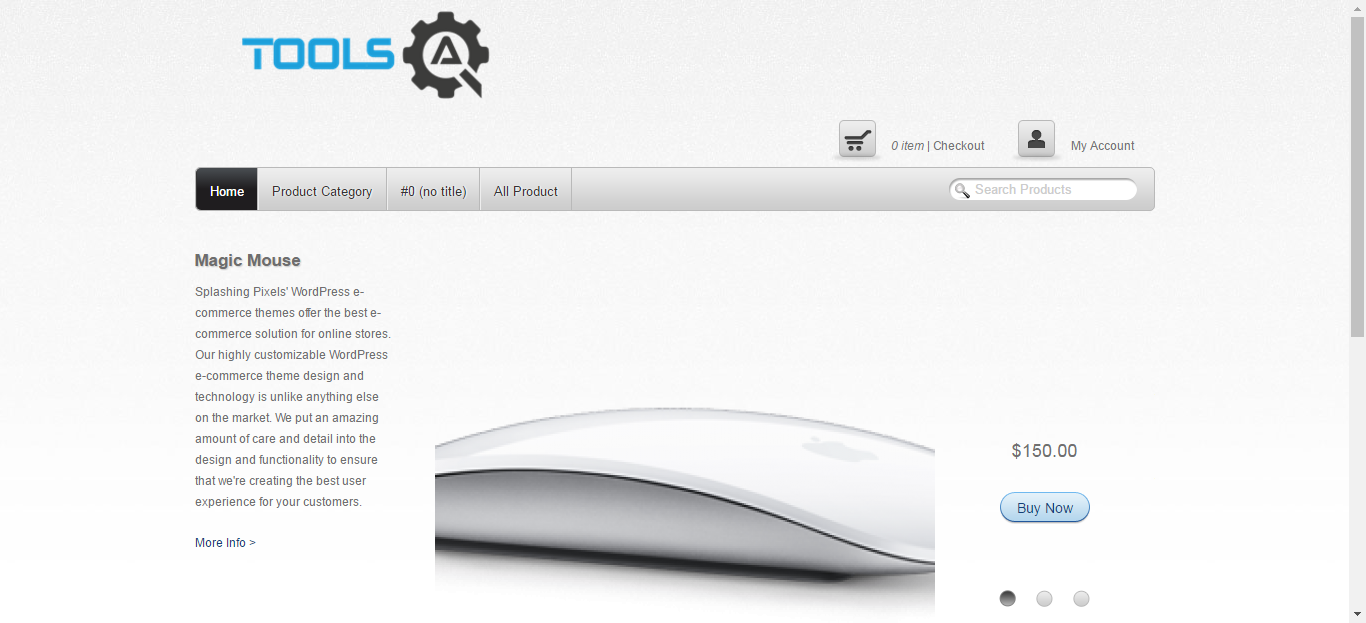 TOOLS QA
0 item | Checkout
My Account
Home
Product Category
#0 (no title)
All Product
Search Products
Magic Mouse
Splashing Pixels' WordPress e-
commerce themes offer the best e-
commerce solution for online stores.
Our highly customizable WordPress
e-commerce theme design and
technology is unlike anything else
on the market. We put an amazing
amount of care and detail into the
design and functionality to ensure
that we're creating the best user
experience for your customers.
More Info >
$150.00
Buy Now